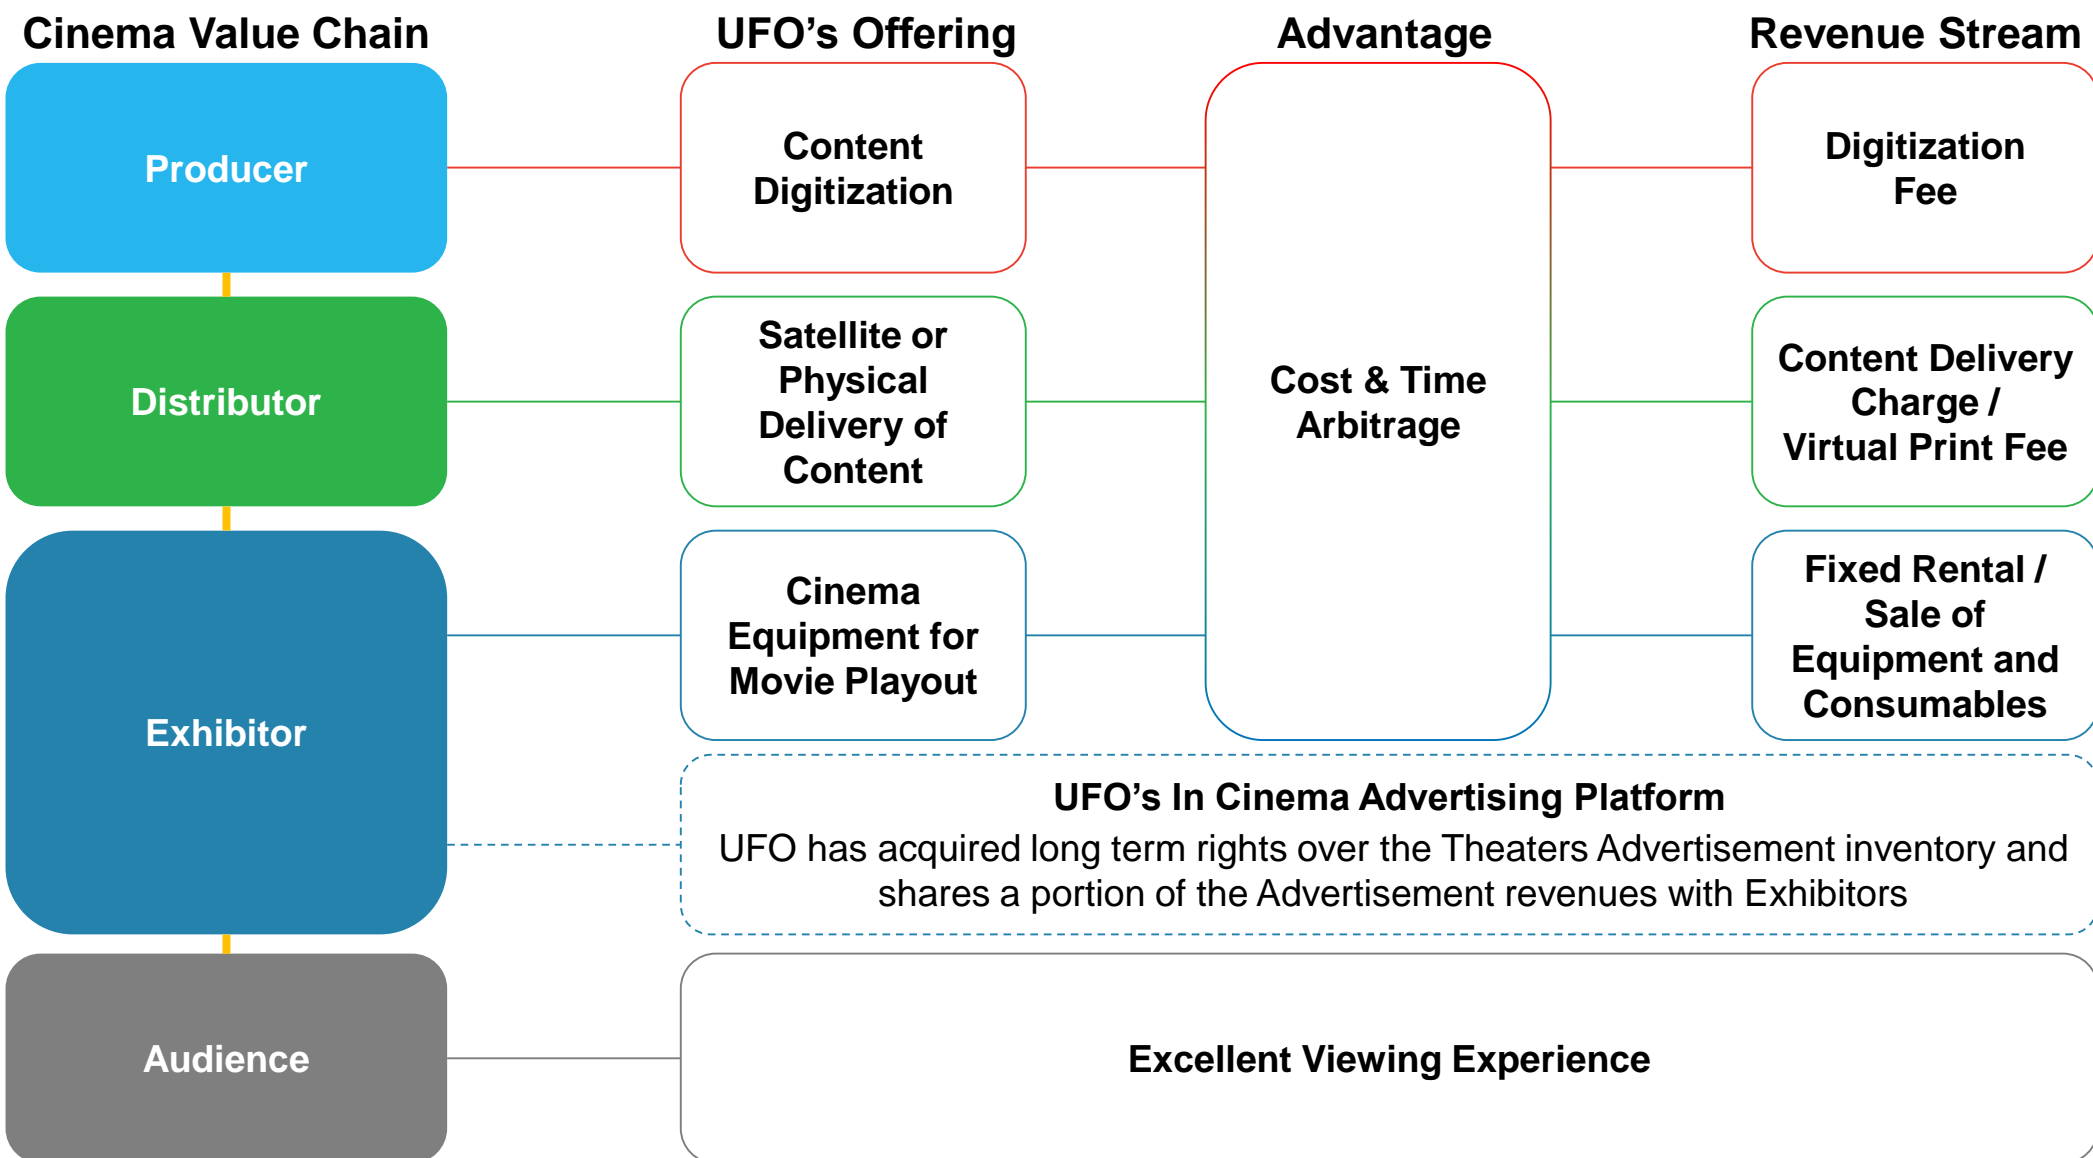 Cinema Value Chain
UFO’s Offering
Advantage
Revenue Stream
Producer
Content
Digitization
Digitization
Fee
Distributor
Satellite or
Physical
Delivery of
Content
Cost & Time
Arbitrage
Content Delivery
Charge /
Virtual Print Fee
Exhibitor
Cinema
Equipment for
Movie Playout
Fixed Rental /
Sale of
Equipment and
Consumables
UFO’s In Cinema Advertising Platform
UFO has acquired long term rights over the Theaters Advertisement inventory and
shares a portion of the Advertisement revenues with Exhibitors
Audience
Excellent Viewing Experience